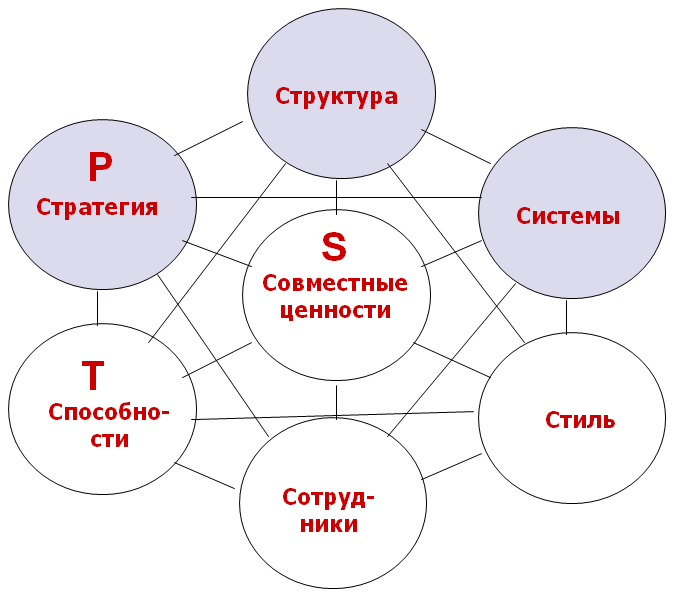 Структура
P
Стратегия
Системы
S
Совместные
ценности
T
Способно-
сти
Стиль
Сотруд-
ники